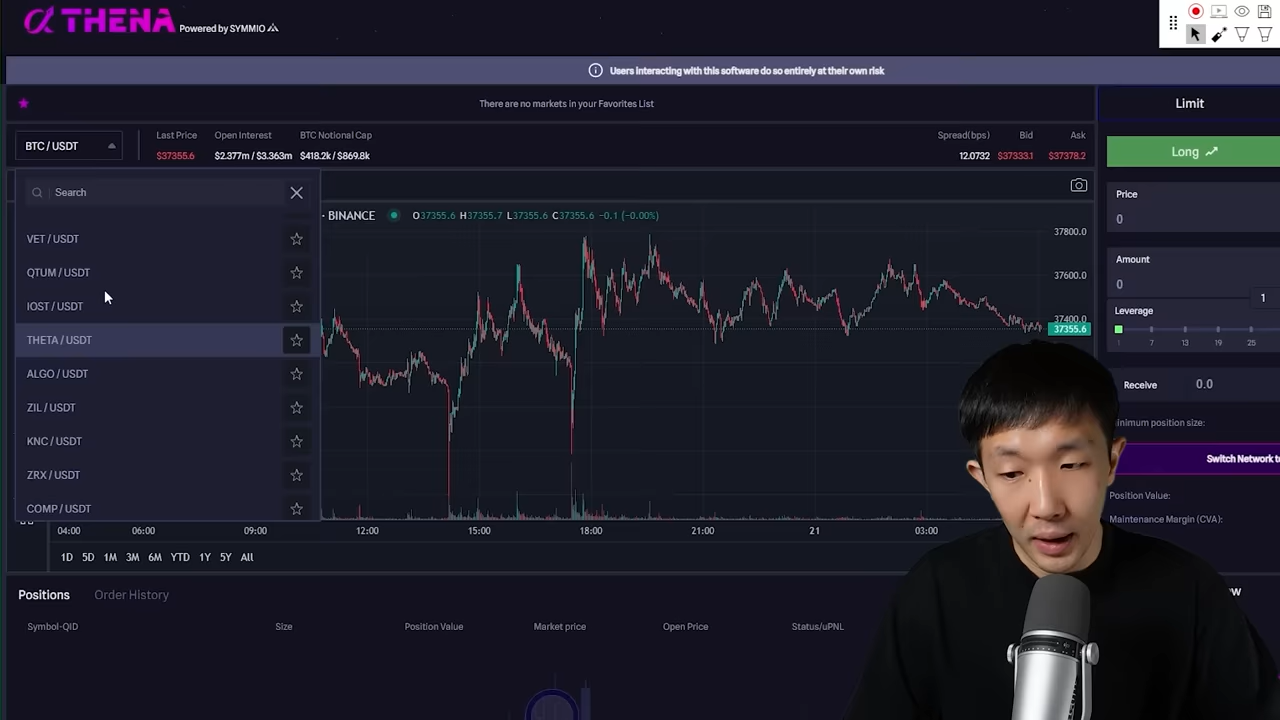 THENA Powered by SYMMIO
Users interacting with this software do so entirely at their own risk
There are no markets in your Favorites List
Limit
BTC / USDT
Last Price Open Interest BTC Notional Cap
$37355.6 $2.377m / $3.363m $418.2k / $869.8k
Spread(bps) Bid Ask
12.0732 $37333.1 $37378.2
Long
Search
Price
0
· BINANCE O37355.6 H37355.7 L37355.6 C37355.6 −0.1 (−0.00%)
VET / USDT
QTUM / USDT
IOST / USDT
THETA / USDT
ALGO / USDT
ZIL / USDT
KNC / USDT
ZRX / USDT
COMP / USDT
37800.0
37600.0
37400.0
37355.6
Amount
0
1
Leverage
1 7 13 19 25
Receive 0.0
inimum position size:
Switch Network to
Position Value:
Maintenance Margin (CVA):
04:00 06:00 09:00 12:00 15:00 18:00 21:00 21 03:00
1D 5D 1M 3M 6M YTD 1Y 5Y All
Positions Order History
Symbol-QID Size Position Value Market price Open Price Status/uPNL